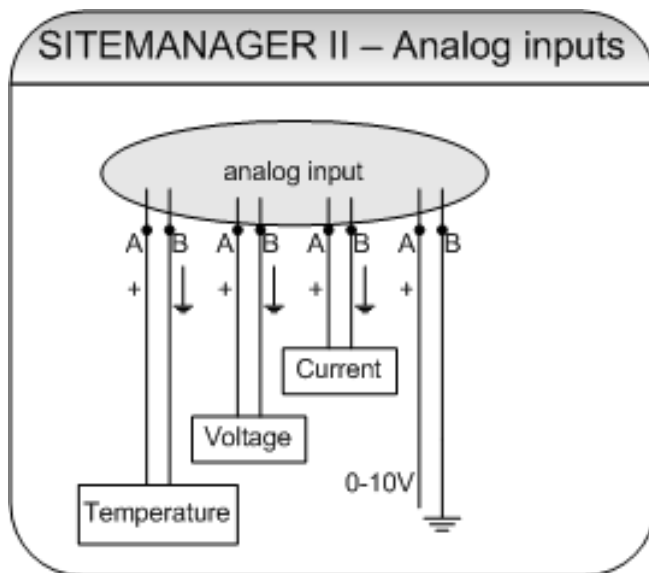 SITEMANAGER II – Analog inputs
analog input
A B A B A B A B
+ + + +
Current
Voltage
0-10V
Temperature